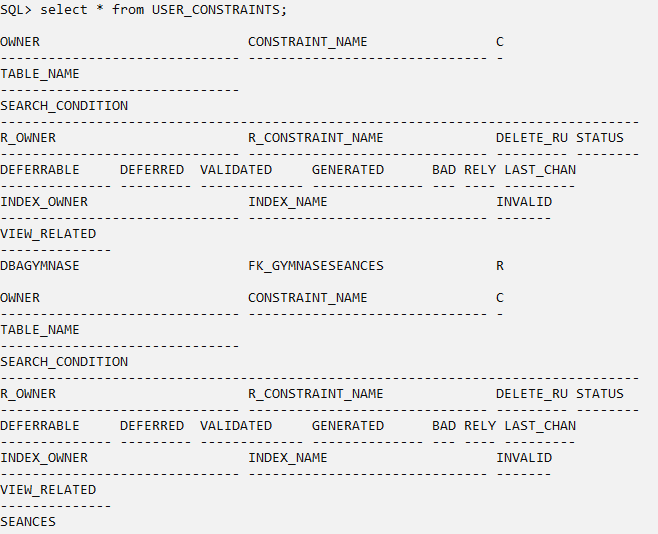 SQL> select * from USER_CONSTRAINTS;
OWNER                          CONSTRAINT_NAME                C
------------------------------ ------------------------------ -
TABLE_NAME
------------------------------
SEARCH_CONDITION
--------------------------------------------------------------------------------
R_OWNER                        R_CONSTRAINT_NAME              DELETE_RU STATUS
------------------------------ ------------------------------ --------- --------
DEFERRABLE     DEFERRED  VALIDATED     GENERATED      BAD RELY LAST_CHAN
-------------- --------- ------------- -------------- --- ---- ---------
INDEX_OWNER                    INDEX_NAME                     INVALID
------------------------------ ------------------------------ -------
VIEW_RELATED
--------------
DBAGYMNASE                     FK_GYMNASESEANCES              R
OWNER                          CONSTRAINT_NAME                C
------------------------------ ------------------------------ -
TABLE_NAME
------------------------------
SEARCH_CONDITION
--------------------------------------------------------------------------------
R_OWNER                        R_CONSTRAINT_NAME              DELETE_RU STATUS
------------------------------ ------------------------------ --------- --------
DEFERRABLE     DEFERRED  VALIDATED     GENERATED      BAD RELY LAST_CHAN
-------------- --------- ------------- -------------- --- ---- ---------
INDEX_OWNER                    INDEX_NAME                     INVALID
------------------------------ ------------------------------ -------
VIEW_RELATED
--------------
SEANCES